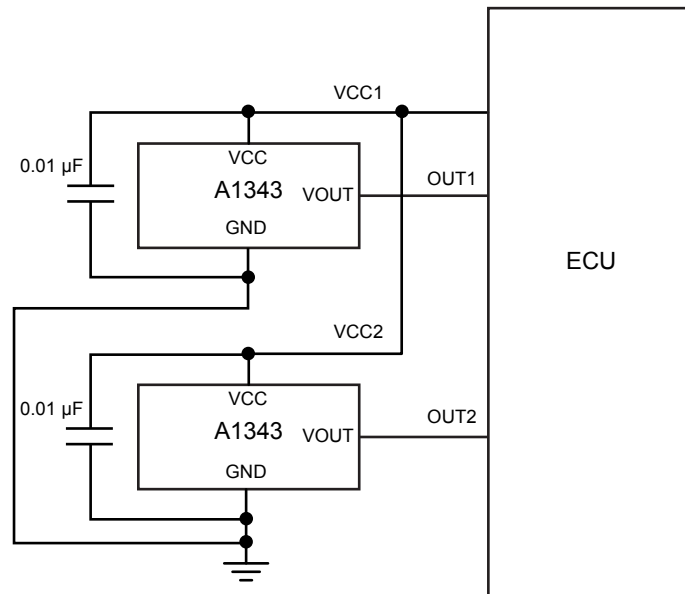 VCC1
0.01 µF
VCC
A1343
VOUT
GND
OUT1
ECU
VCC2
0.01 µF
VCC
A1343
VOUT
GND
OUT2